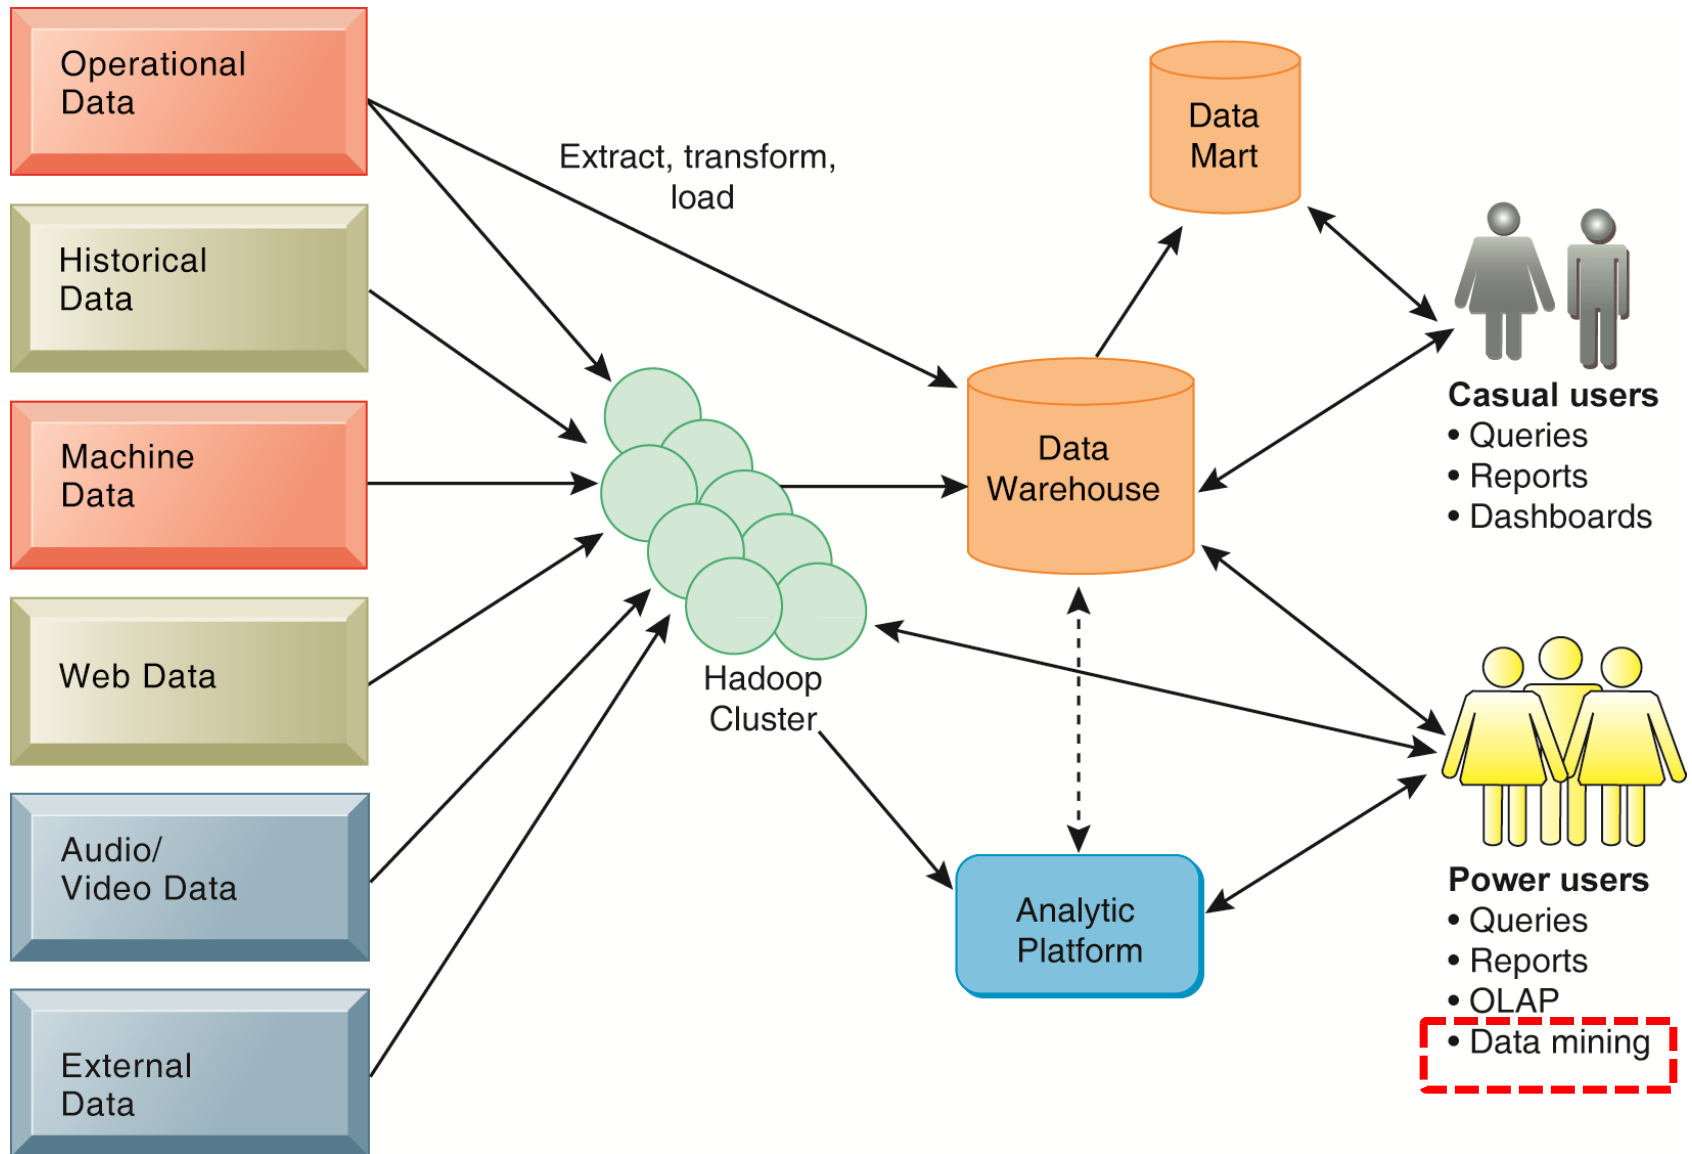 Operational
Data
Historical
Data
Machine
Data
Web Data
Audio/
Video Data
External
Data
Extract, transform,
load
Hadoop
Cluster
Data
Mart
Data
Warehouse
Analytic
Platform
Casual users
• Queries
• Reports
• Dashboards
Power users
• Queries
• Reports
• OLAP
• Data mining